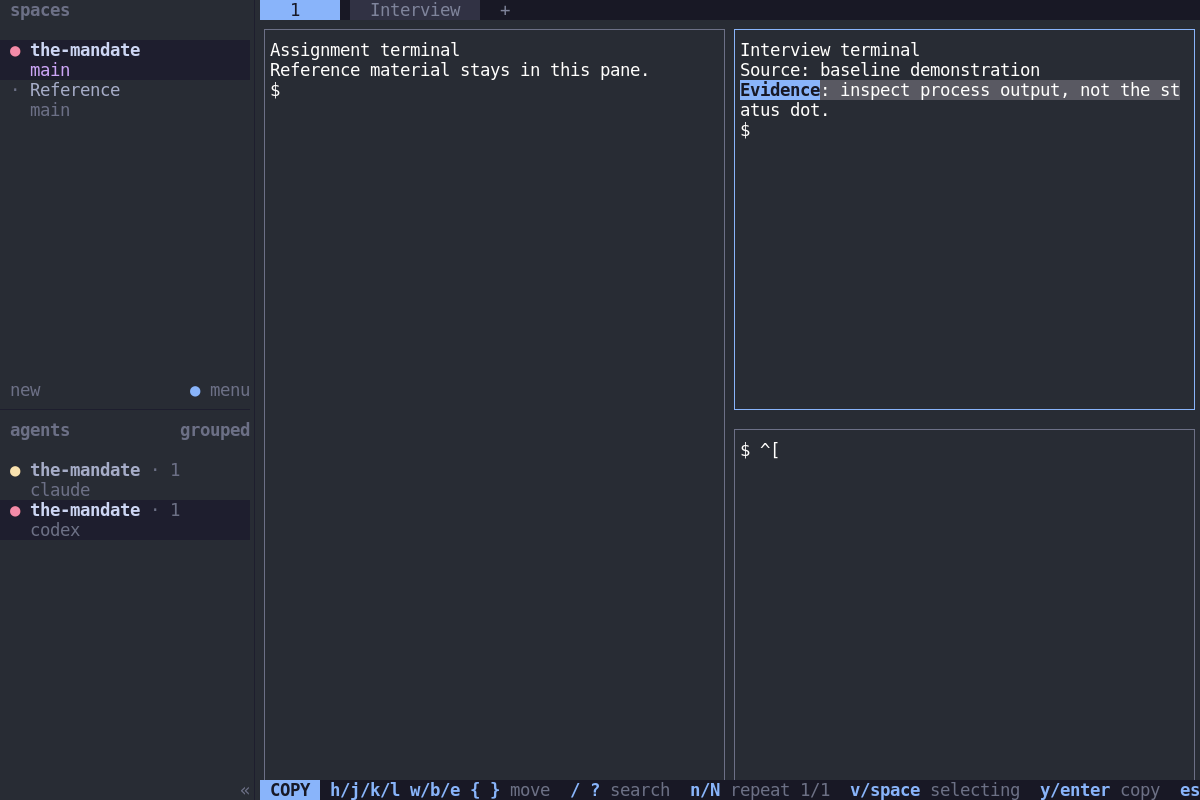 spaces
● the-mandate
main
· Reference
main
new ● menu
agents grouped
● the-mandate · 1
claude
● the-mandate · 1
codex
«
1 Interview +
Assignment terminal
Reference material stays in this pane.
$
Interview terminal
Source: baseline demonstration
Evidence: inspect process output, not the st
atus dot.
$
$ ^[
COPY h/j/k/l w/b/e { } move / ? search n/N repeat 1/1 v/space selecting y/enter copy es